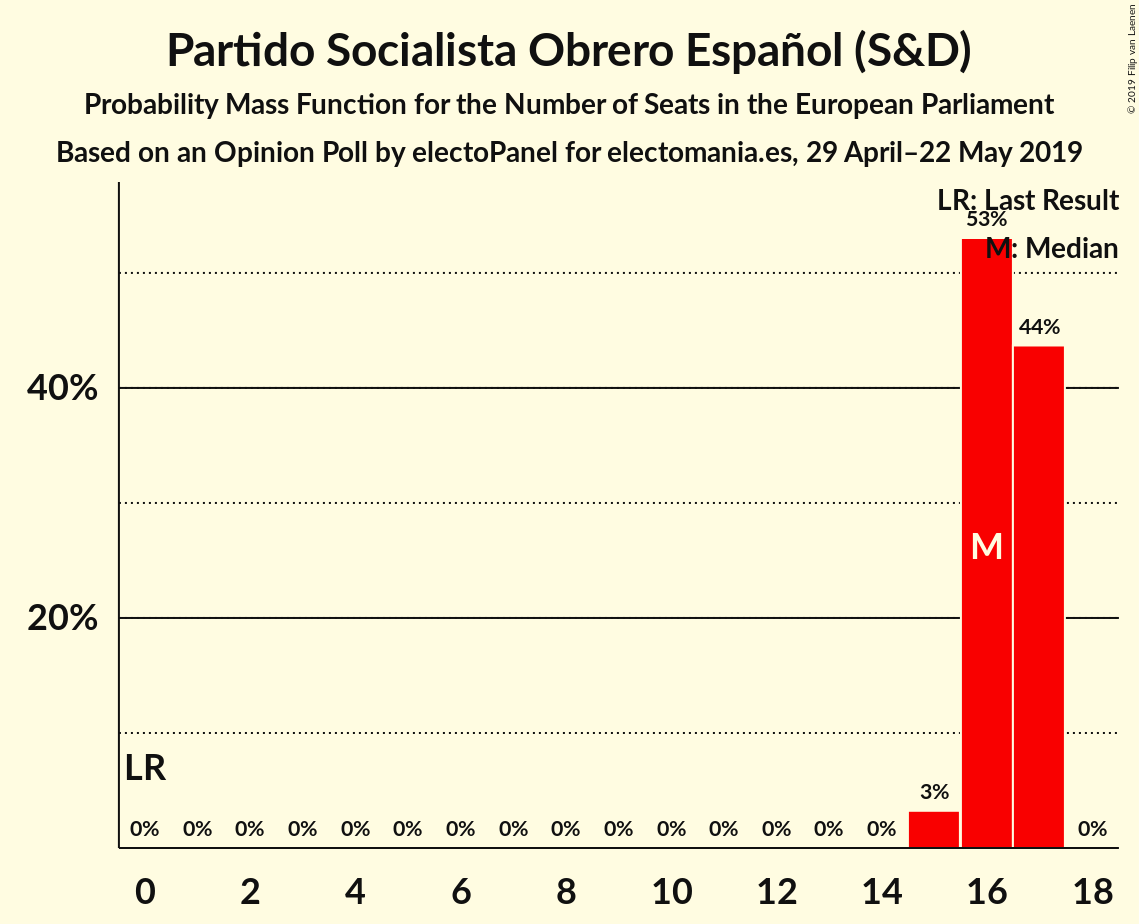 Partido Socialista Obrero Español (S&D)
Probability Mass Function for the Number of Seats in the European Parliament
Based on an Opinion Poll by electoPanel for electomania.es, 29 April–22 May 2019
© 2019 Filip van Laenen
LR: Last Result
53%
M: Median
44%
40%
M
20%
LR
3%
0% 0% 0% 0% 0% 0% 0% 0% 0% 0% 0% 0% 0% 0% 0% 0%
0 2 4 6 8 10 12 14 16 18